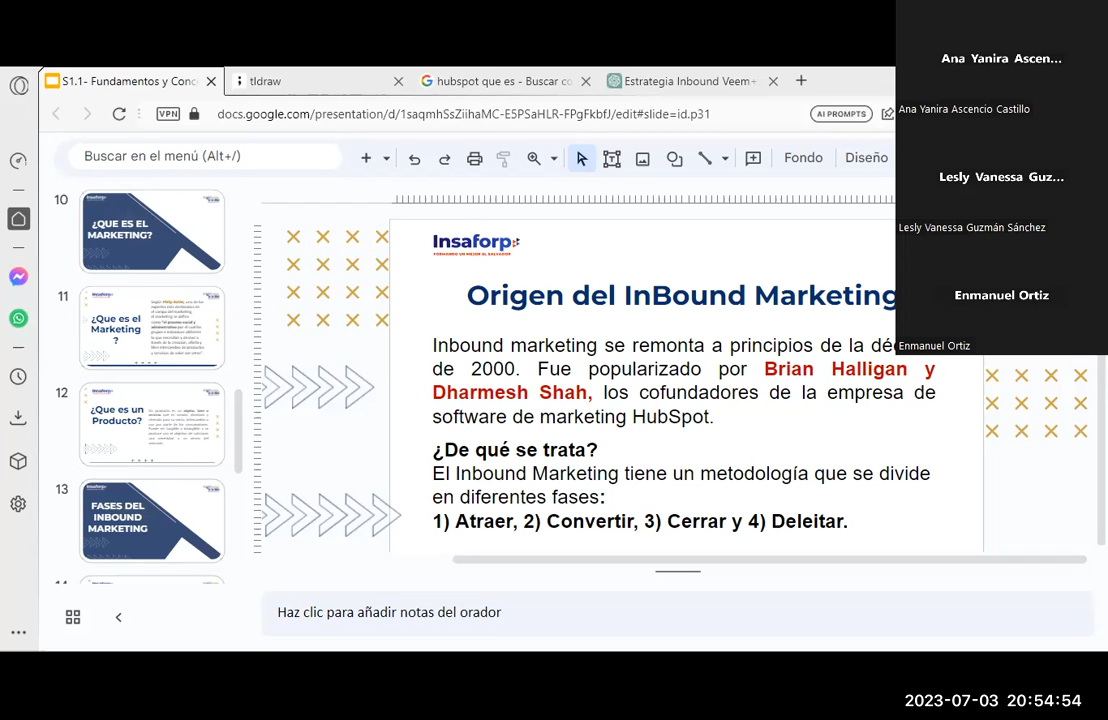 S1.1- Fundamentos y Conc
tldraw
hubspot que es - Buscar co
Estrategia Inbound Veem+
VPN
docs.google.com/presentation/d/1saqmhSsZiihaMC-E5PSaHLR-FPgFkbfJ/edit#slide=id.p31
AI PROMPTS
Buscar en el menú (Alt+/)
Fondo
Diseño
10
¿QUE ES EL
MARKETING?
11
¿Que es el
Marketing
?
12
¿Que es un
Producto?
13
FASES DEL
INBOUND
MARKETING
Insaforp
FORMANDO UN MEJOR EL SALVADOR
Origen del InBound Marketing
Inbound marketing se remonta a principios de la déc
de 2000. Fue popularizado por Brian Halligan y
Dharmesh Shah, los cofundadores de la empresa de
software de marketing HubSpot.
¿De qué se trata?
El Inbound Marketing tiene un metodología que se divide
en diferentes fases:
1) Atraer, 2) Convertir, 3) Cerrar y 4) Deleitar.
Haz clic para añadir notas del orador
Ana Yanira Ascen...
Ana Yanira Ascencio Castillo
Lesly Vanessa Guz...
Lesly Vanessa Guzmán Sánchez
Enmanuel Ortiz
Enmanuel Ortiz
2023-07-03 20:54:54